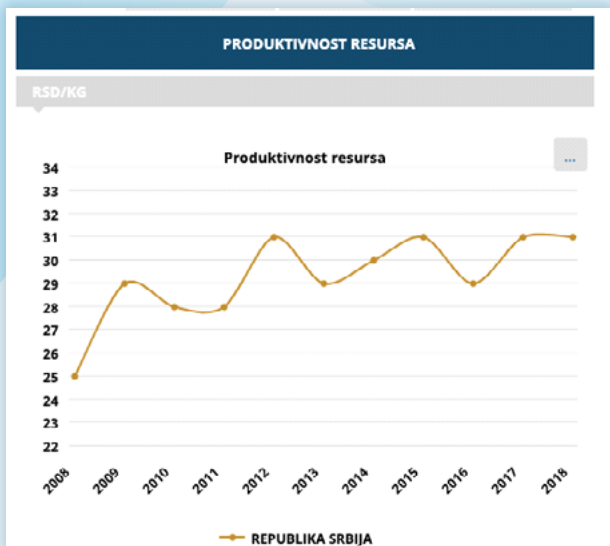 PRODUKTIVNOST RESURSA
RSD/KG
Produktivnost resursa
...
34
33
32
31
30
29
28
27
26
25
24
23
22
2008 2009 2010 2011 2012 2013 2014 2015 2016 2017 2018
REPUBLIKA SRBIJA